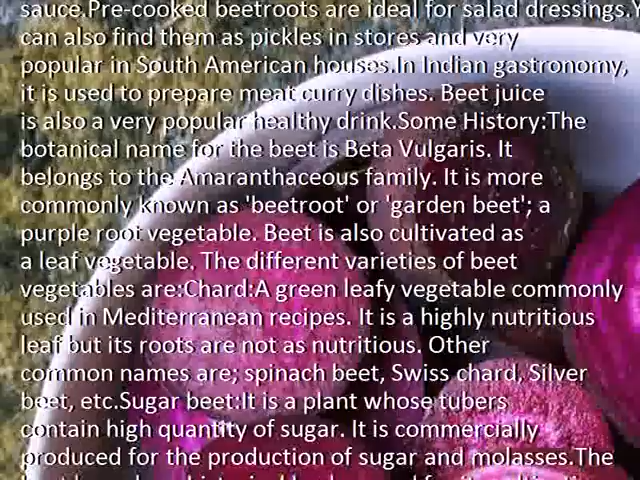 sauce.Pre-cooked beetroots are ideal for salad dressings.Y
can also find them as pickles in stores and very
popular in South American houses.In Indian gastronomy,
it is used to prepare meat curry dishes. Beet juice
is also a very popular healthy drink.Some History:The
botanical name for the beet is Beta Vulgaris. It
belongs to the Amaranthaceous family. It is more
commonly known as 'beetroot' or 'garden beet'; a
purple root vegetable. Beet is also cultivated as
a leaf vegetable. The different varieties of beet
vegetables are:Chard:A green leafy vegetable commonly
used in Mediterranean recipes. It is a highly nutritious
leaf but its roots are not as nutritious. Other
common names are; spinach beet, Swiss chard, Silver
beet, etc.Sugar beet:It is a plant whose tubers
contain high quantity of sugar. It is commercially
produced for the production of sugar and molasses.The